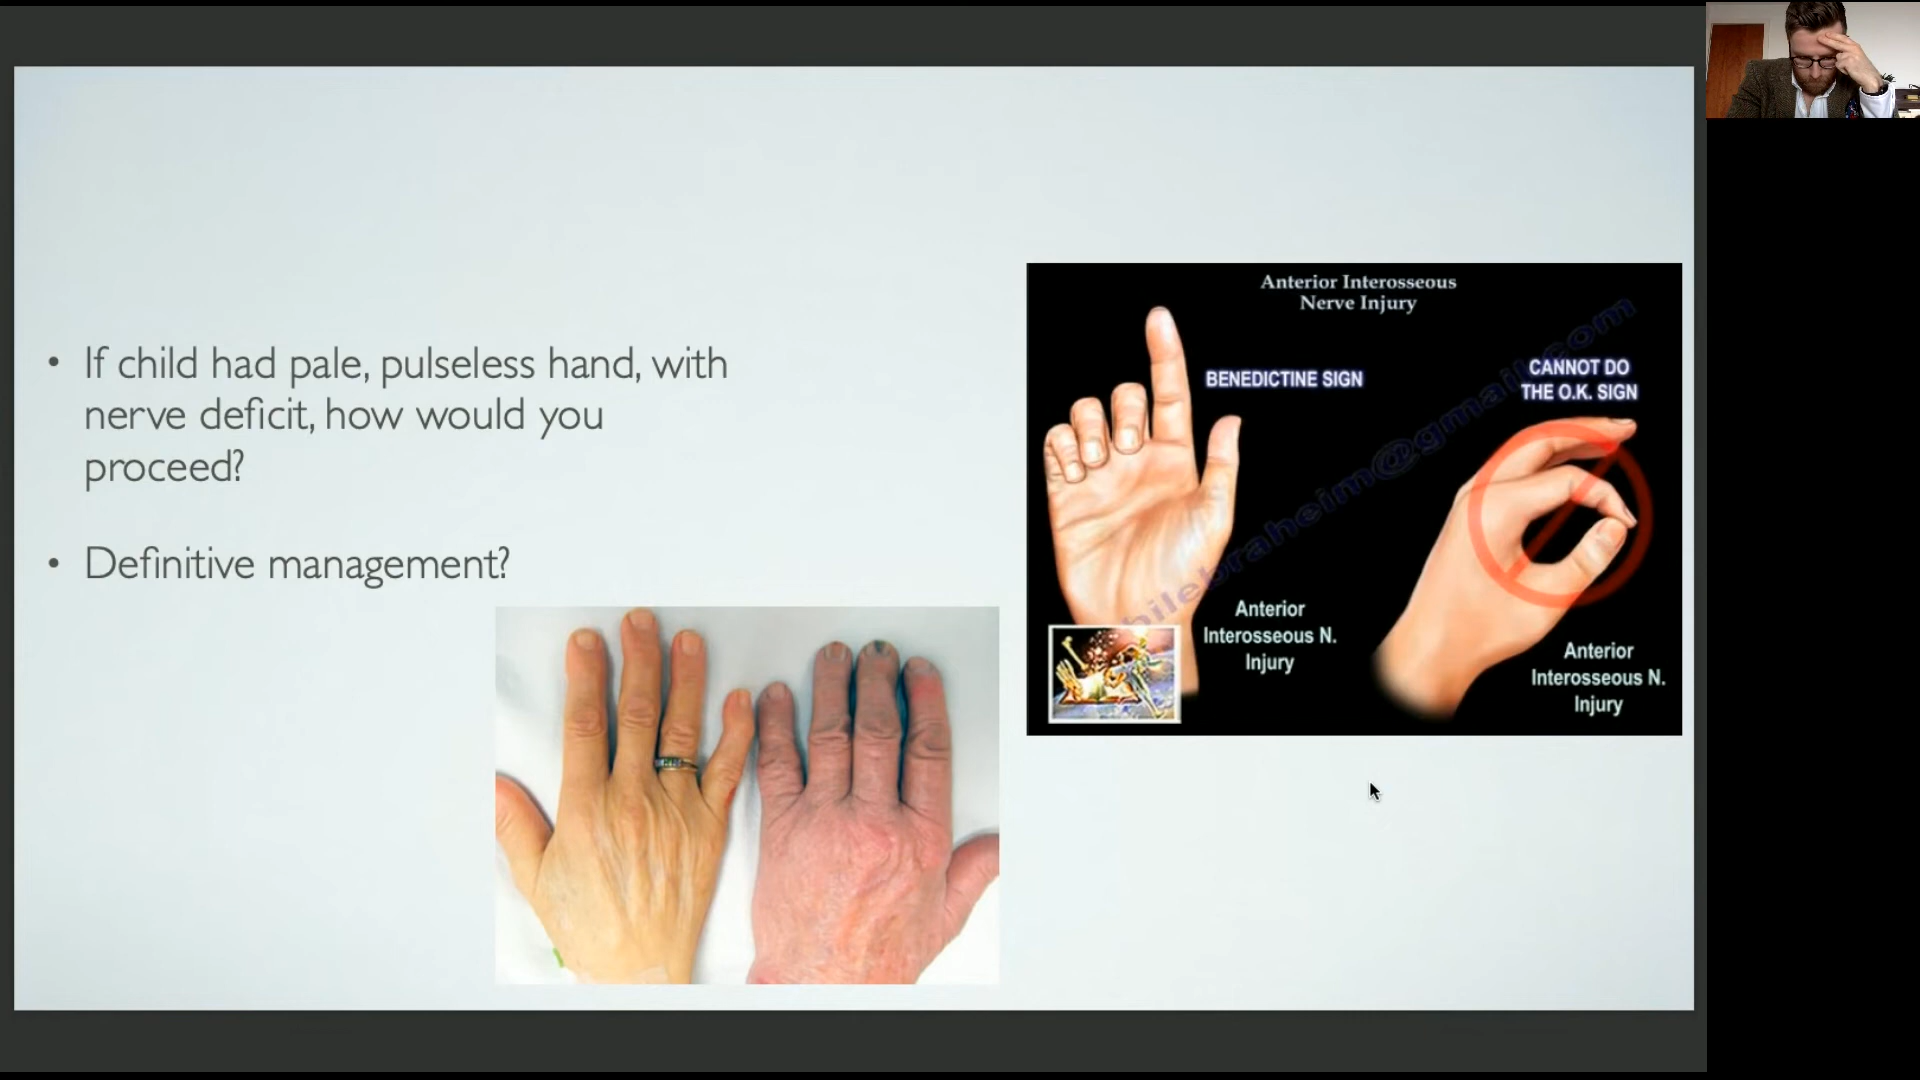 • If child had pale, pulseless hand, with
nerve deficit, how would you
proceed?
• Definitive management?
Anterior Interosseous
Nerve Injury
BENEDICTINE SIGN
CANNOT DO
THE O.K. SIGN
Anterior
Interosseous N.
Injury
Anterior
Interosseous N.
Injury